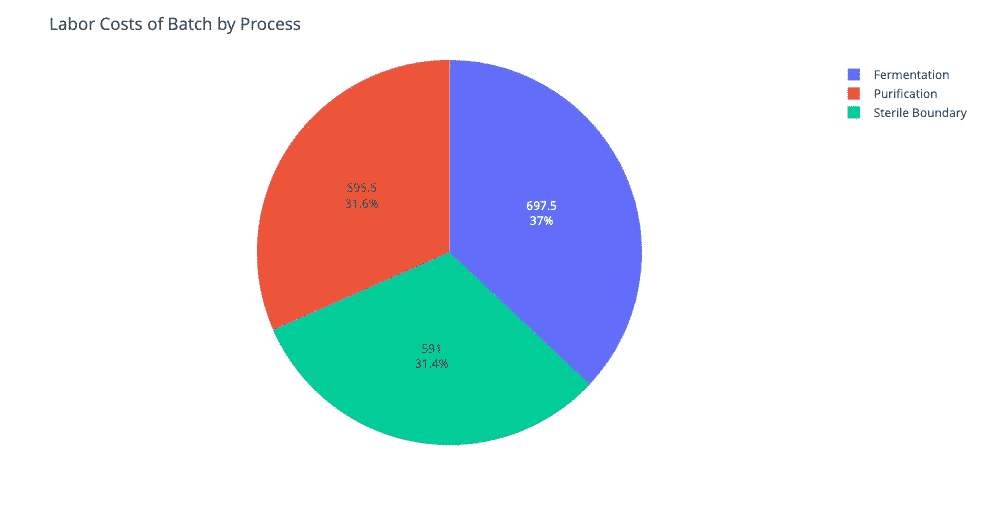 Labor Costs of Batch by Process
Fermentation
Purification
Sterile Boundary
595.5
31.6%
697.5
37%
591
31.4%